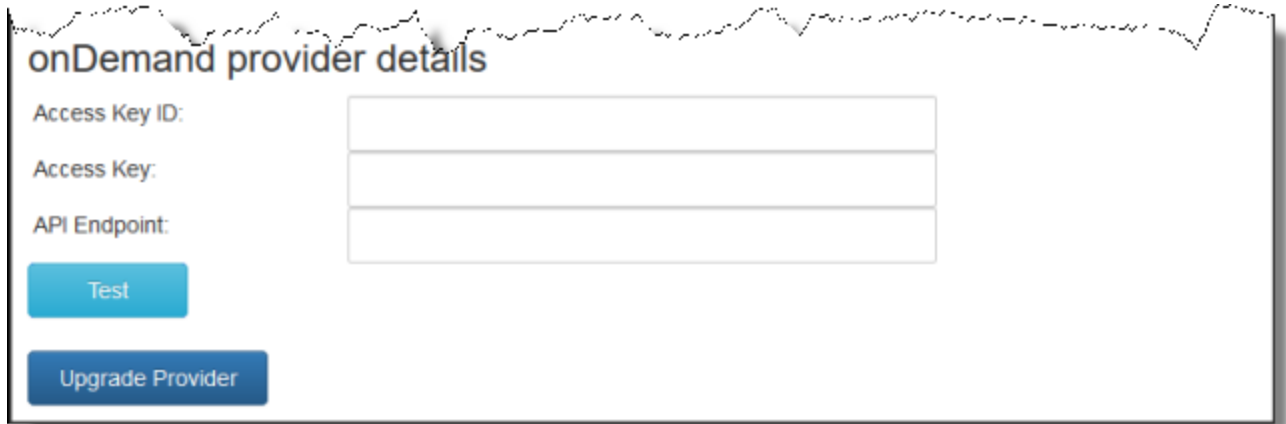 onDemand provider details
Access Key ID:
Access Key:
API Endpoint:
Test
Upgrade Provider